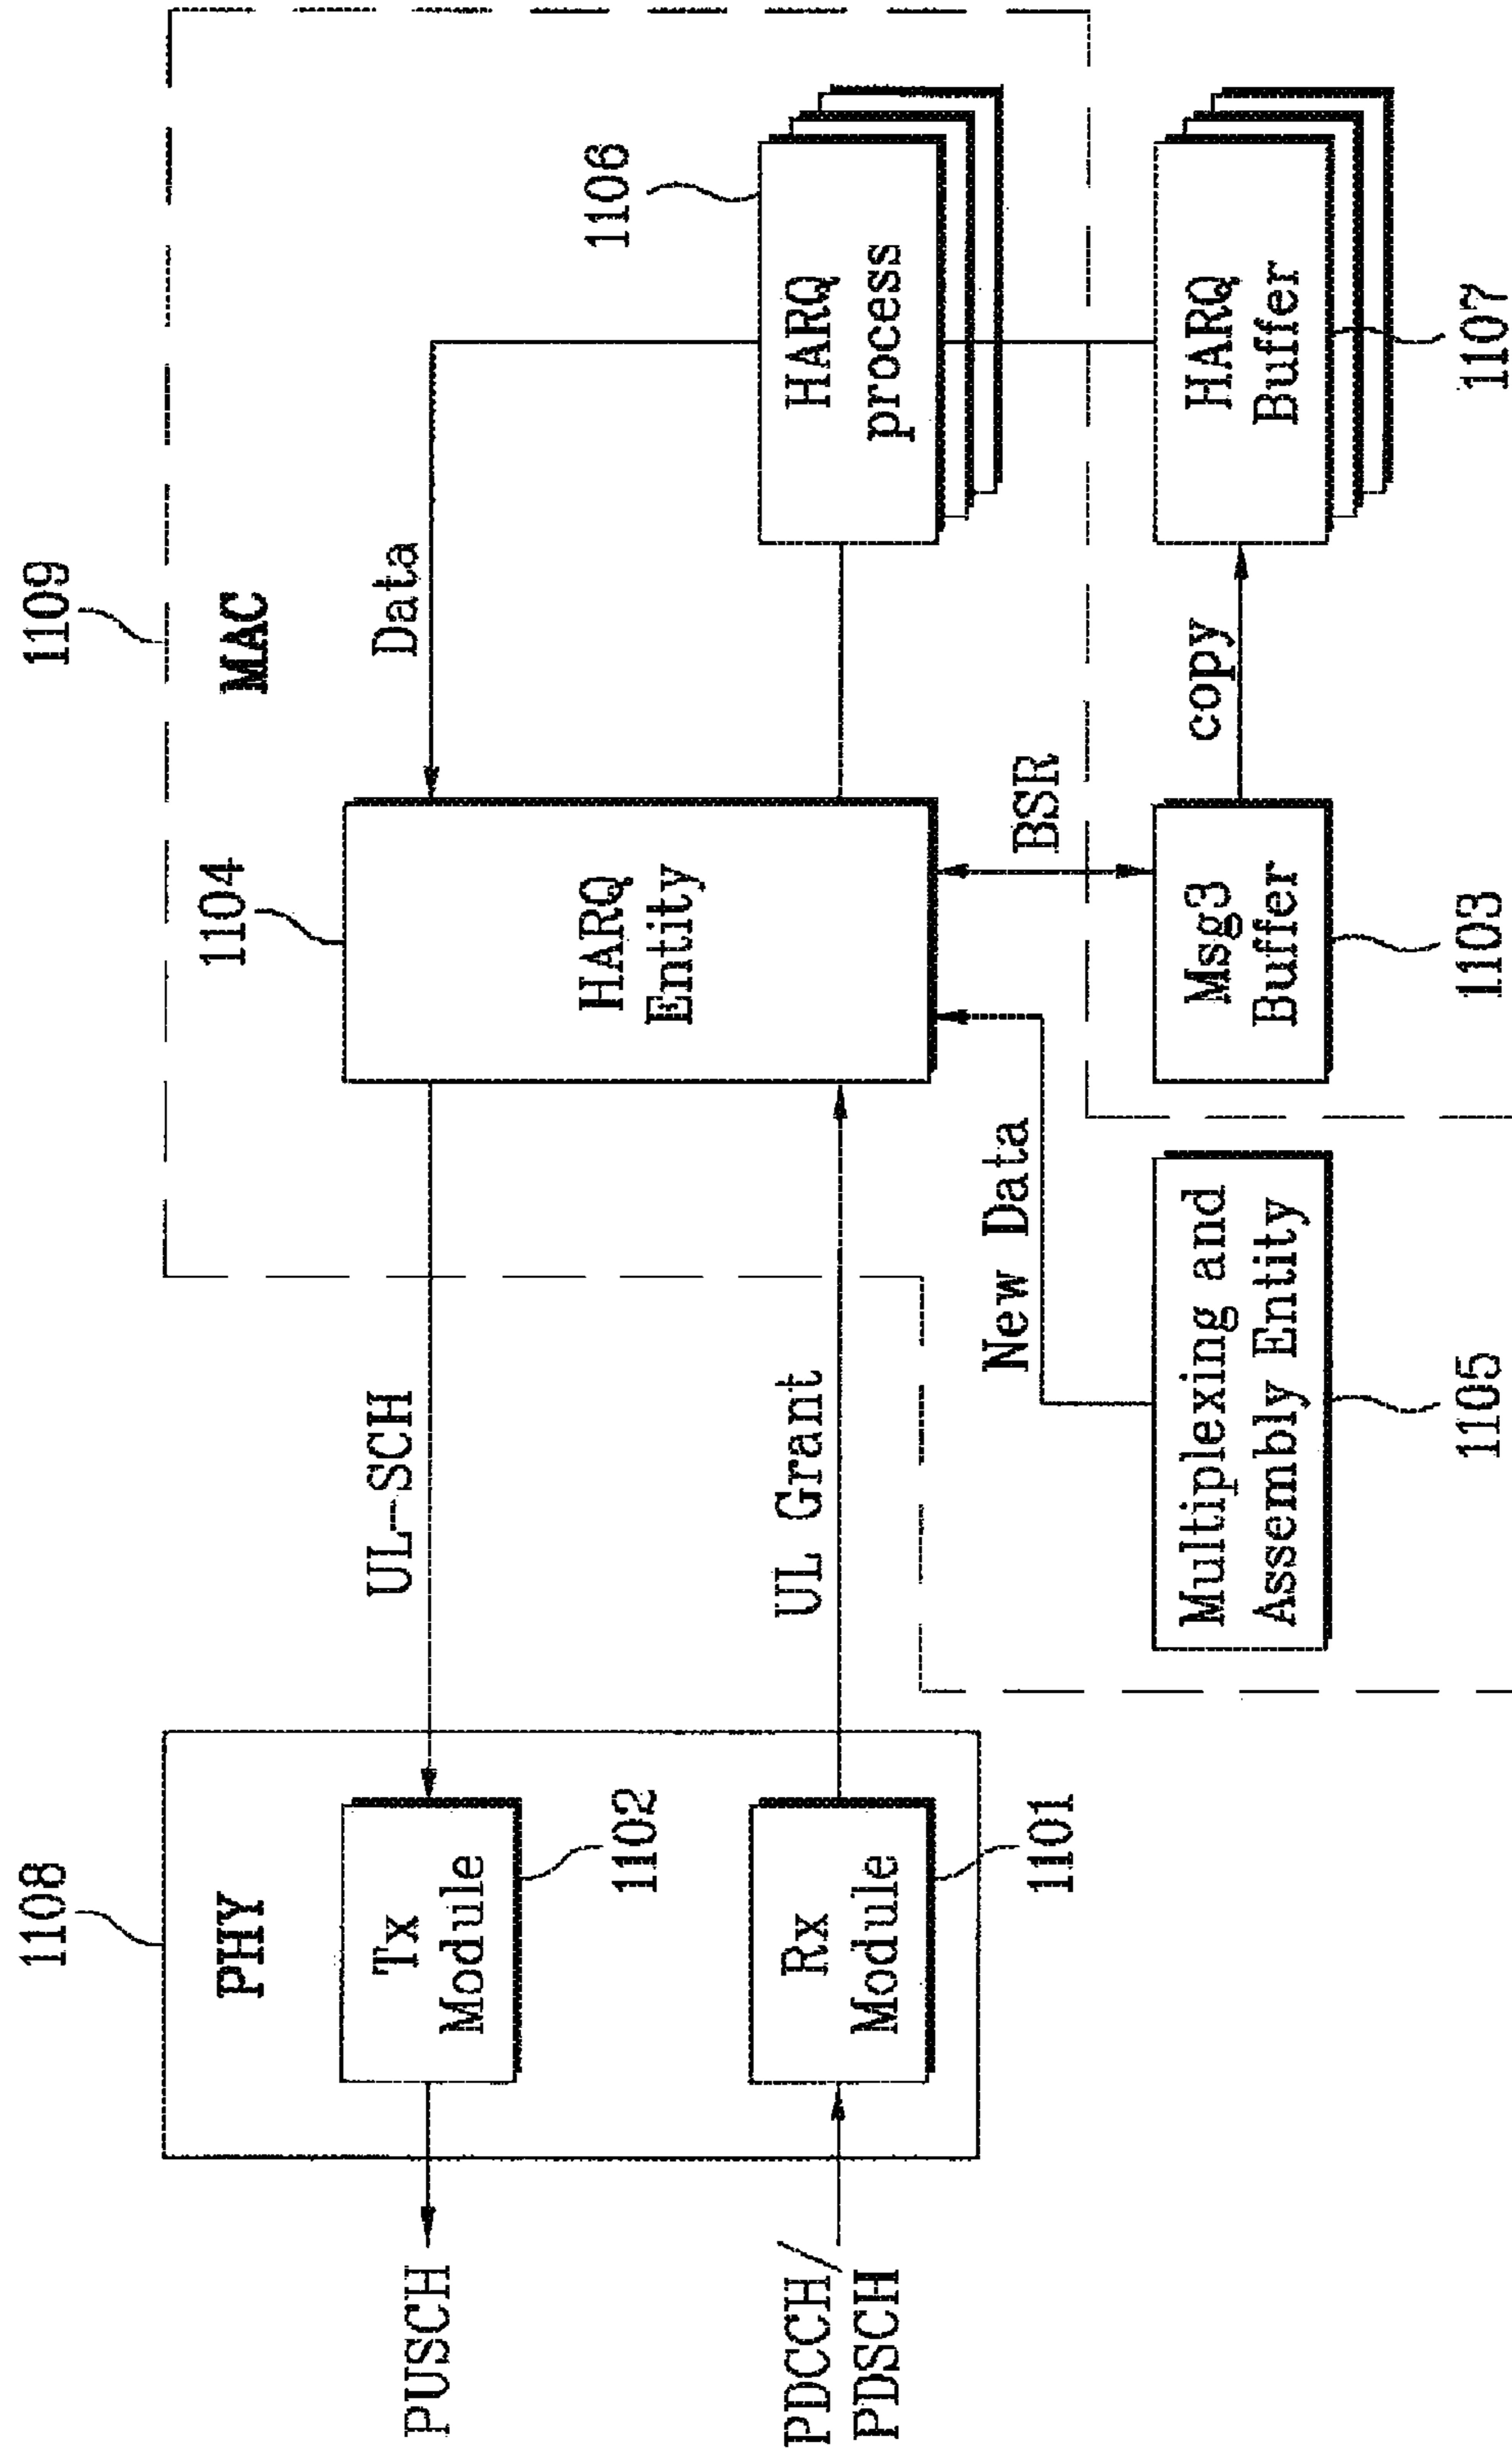 1108
PHY
Tx
Module
1102
Rx
Module
1101
PUSCH
PDCCH/
PDSCH
UL-SCH
UL Grant
1109
MAC
1104
HARQ
Entity
Data
1106
HARQ
process
New Data
BSR
Multiplexing and
Assembly Entity
1105
Msg3
Buffer
1103
copy
HARQ
Buffer
1107